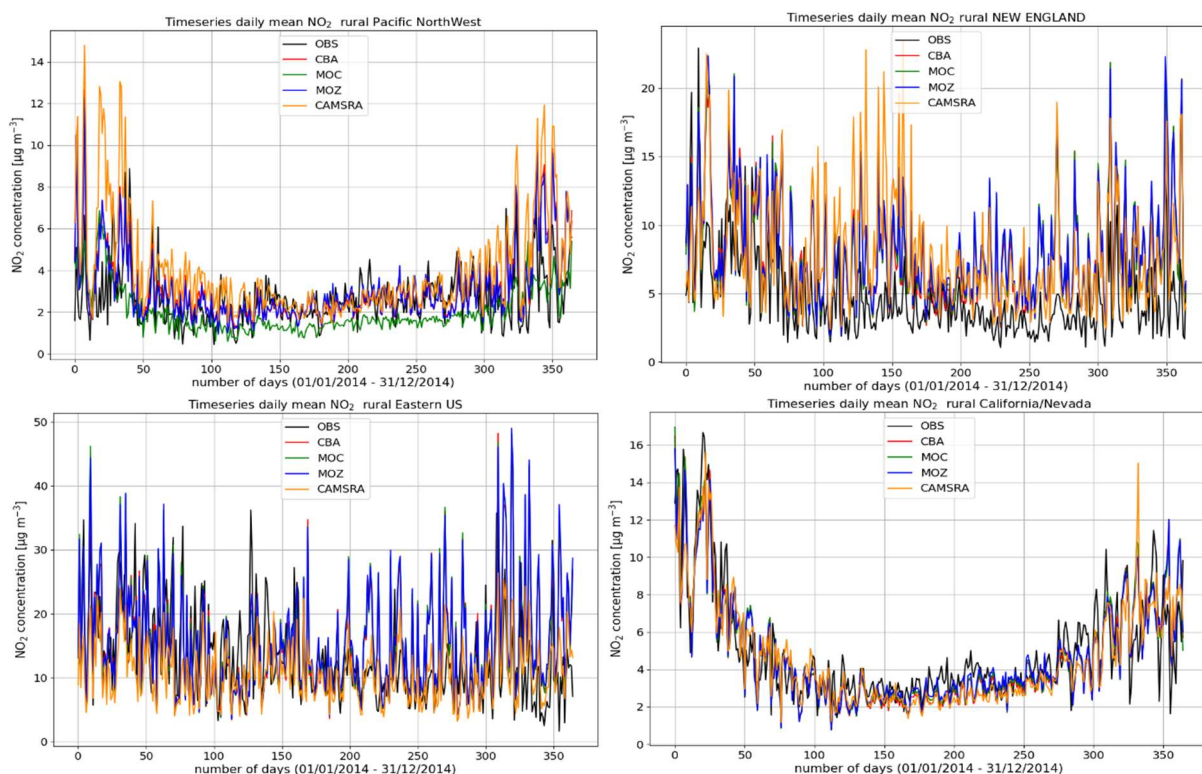 Timeseries daily mean NO₂ rural Pacific NorthWest
OBS
CBA
MOC
MOZ
CAMSRA
NO₂ concentration [µg m⁻³]
14
12
10
8
6
4
2
0
0 50 100 150 200 250 300 350
number of days (01/01/2014 - 31/12/2014)
Timeseries daily mean NO₂ rural NEW ENGLAND
OBS
CBA
MOC
MOZ
CAMSRA
NO₂ concentration [µg m⁻³]
20
15
10
5
0
0 50 100 150 200 250 300 350
number of days (01/01/2014 - 31/12/2014)
Timeseries daily mean NO₂ rural Eastern US
OBS
CBA
MOC
MOZ
CAMSRA
NO₂ concentration [µg m⁻³]
50
40
30
20
10
0
0 50 100 150 200 250 300 350
number of days (01/01/2014 - 31/12/2014)
Timeseries daily mean NO₂ rural California/Nevada
OBS
CBA
MOC
MOZ
CAMSRA
NO₂ concentration [µg m⁻³]
16
14
12
10
8
6
4
2
0
0 50 100 150 200 250 300 350
number of days (01/01/2014 - 31/12/2014)